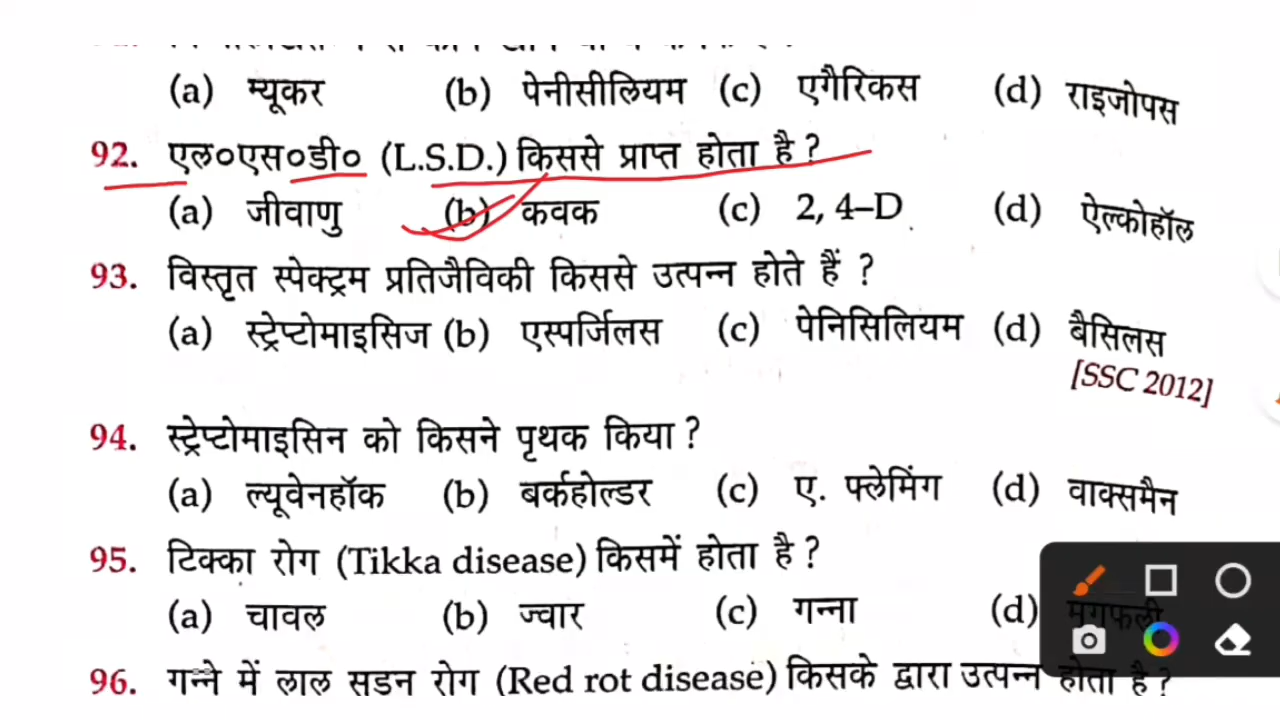 (a) म्यूकर (b) पेनीसीलियम (c) एगैरिकस (d) राइजोपस
92. एल०एस०डी० (L.S.D.) किससे प्राप्त होता है ?
(a) जीवाणु (b) कवक (c) 2, 4–D (d) ऐल्कोहॉल
93. विस्तृत स्पेक्ट्रम प्रतिजैविकी किससे उत्पन्न होते हैं ?
(a) स्ट्रेप्टोमाइसिज (b) एस्पर्जिलस (c) पेनिसिलियम (d) बैसिलस
[SSC 2012]
94. स्ट्रेप्टोमाइसिन को किसने पृथक किया ?
(a) ल्यूवेनहॉक (b) बर्कहोल्डर (c) ए. फ्लेमिंग (d) वाक्समैन
95. टिक्का रोग (Tikka disease) किसमें होता है ?
(a) चावल (b) ज्वार (c) गन्ना (d) मूगफली
96. गन्ने में लाल सडन रोग (Red rot disease) किसके द्वारा उत्पन्न होता है ?